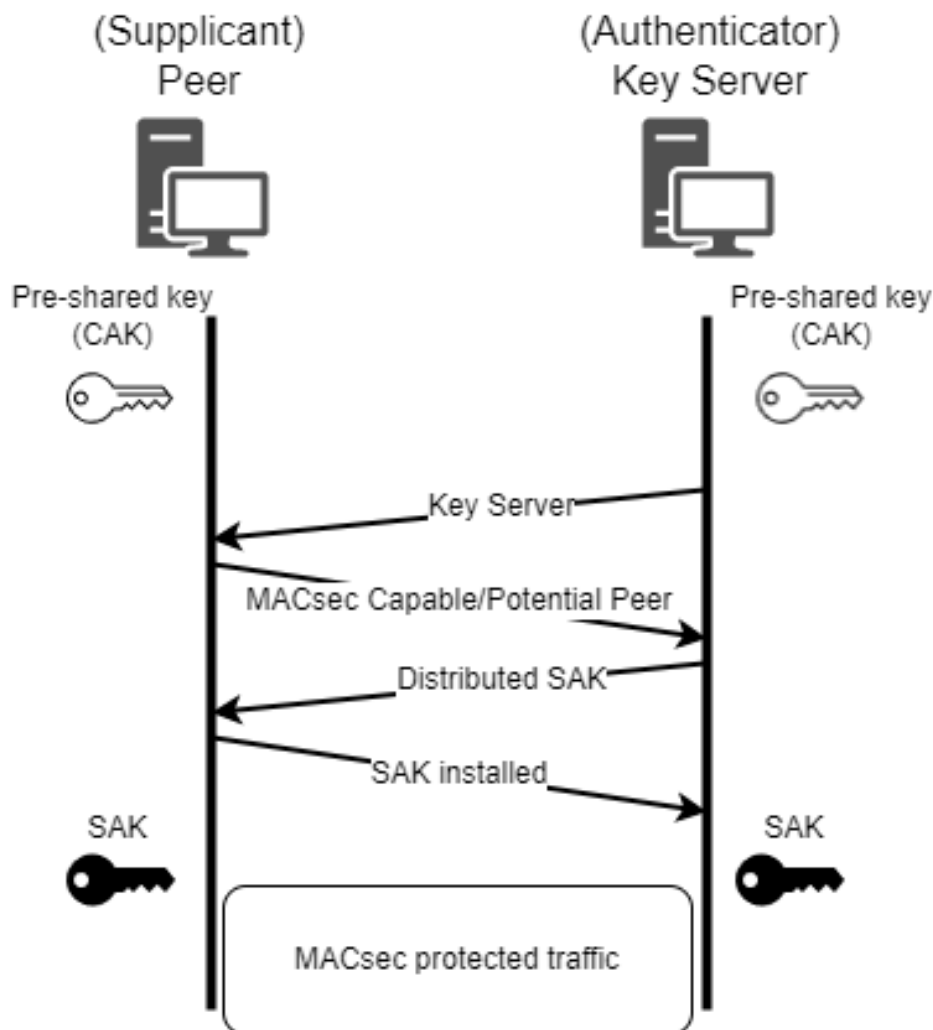 (Supplicant)
Peer
(Authenticator)
Key Server
Pre-shared key
(CAK)
Pre-shared key
(CAK)
Key Server
MACsec Capable/Potential Peer
Distributed SAK
SAK installed
SAK
SAK
MACsec protected traffic